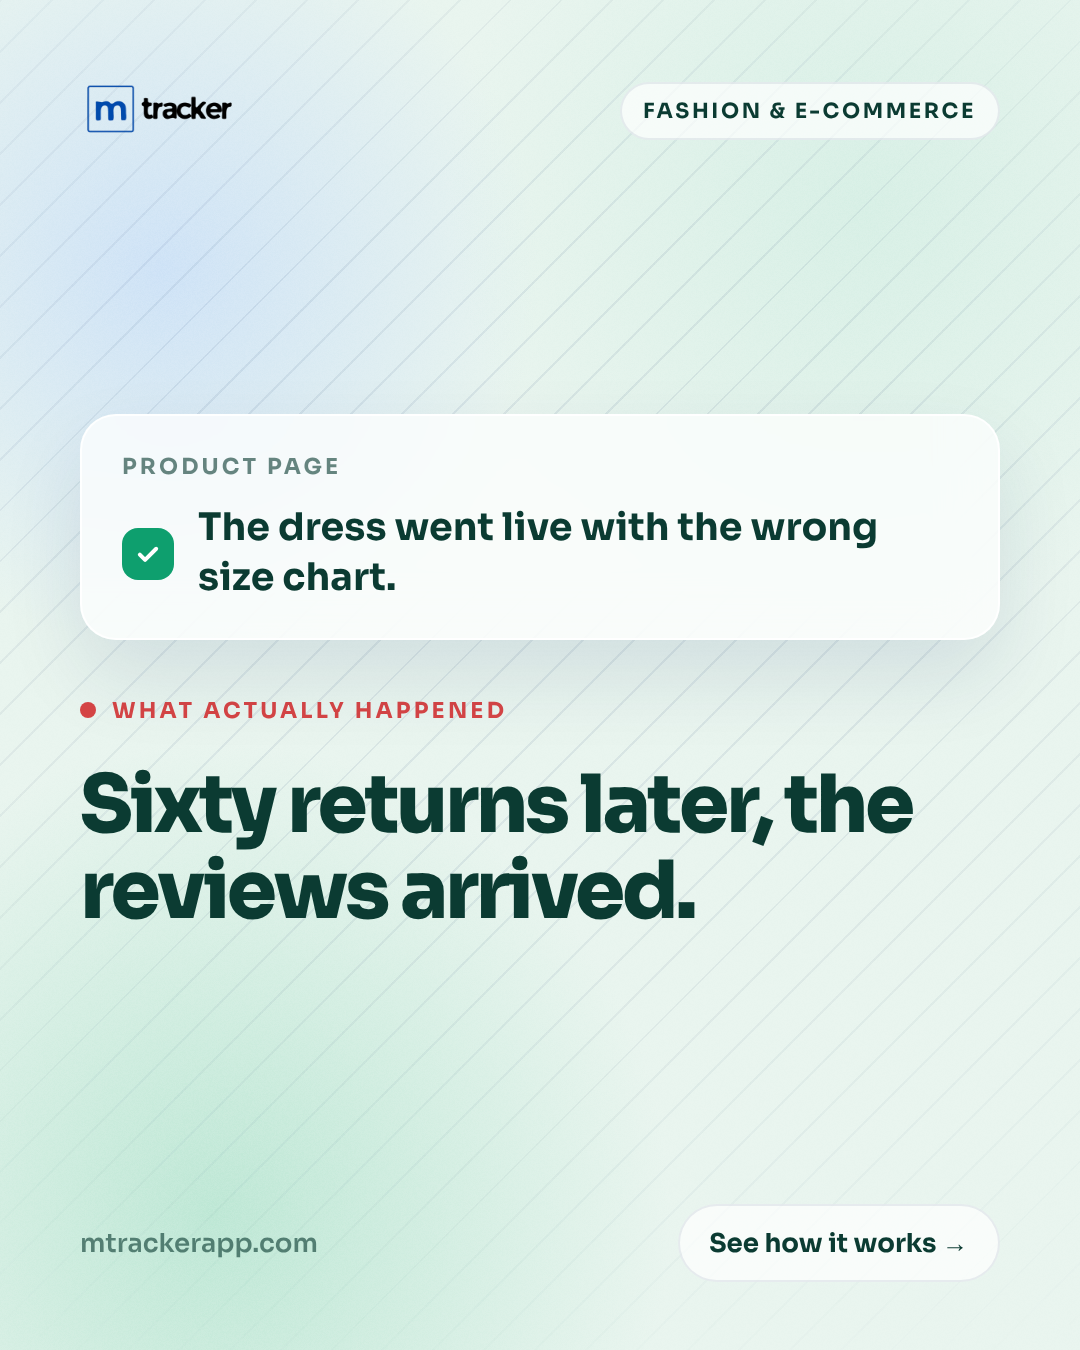 m tracker
FASHION & E-COMMERCE
PRODUCT PAGE
The dress went live with the wrong
size chart.
WHAT ACTUALLY HAPPENED
Sixty returns later, the
reviews arrived.
mtrackerapp.com
See how it works →